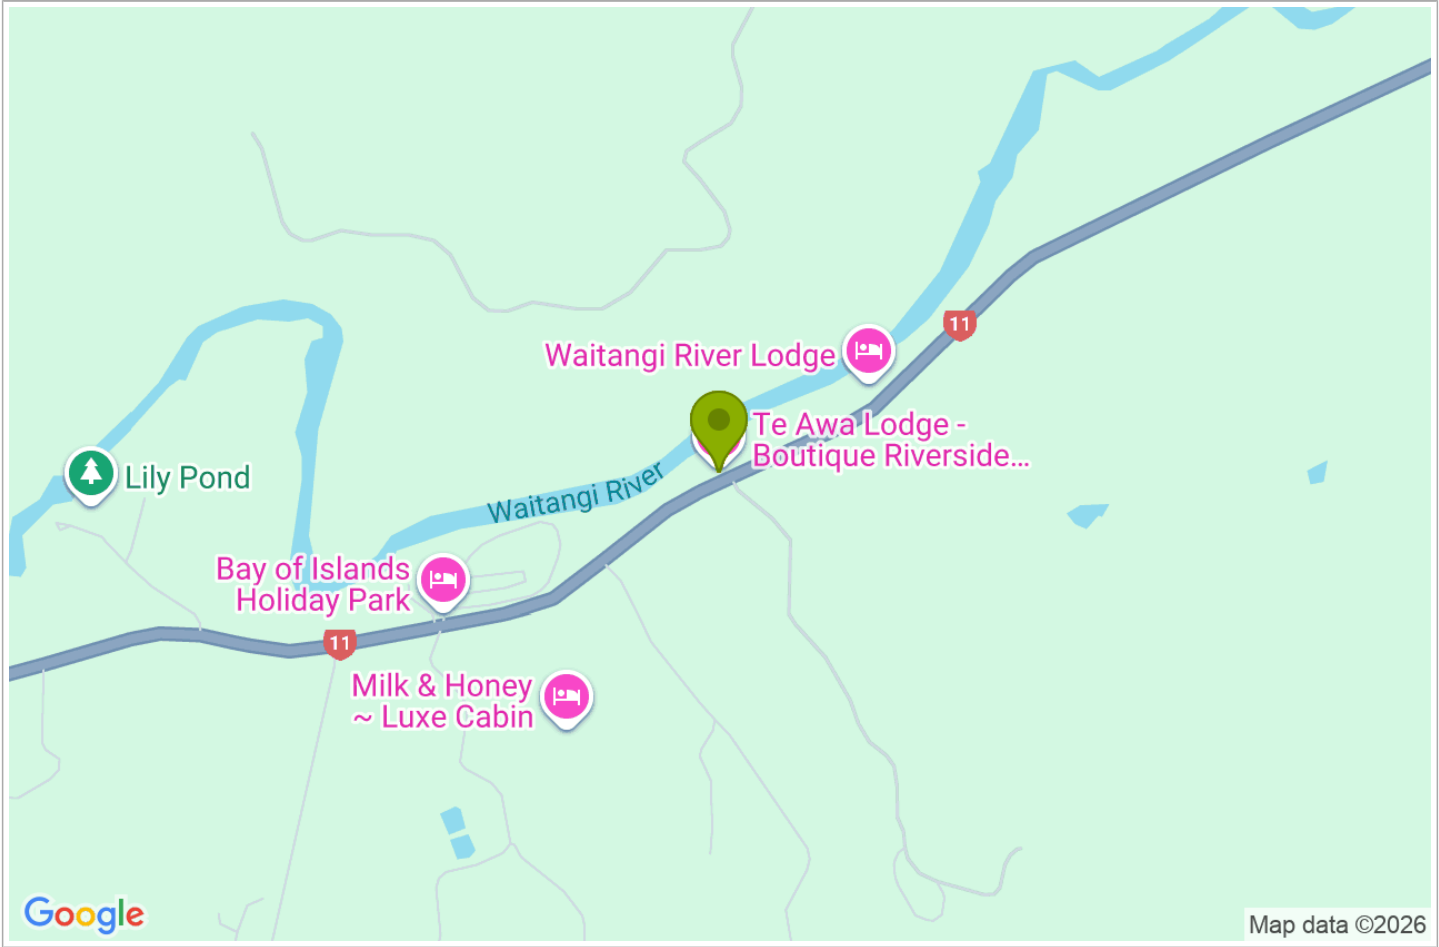 11
Waitangi River Lodge
Te Awa Lodge -
Boutique Riverside...
Lily Pond
Waitangi River
Bay of Islands
Holiday Park
11
Milk & Honey
~ Luxe Cabin
Google
Map data ©2026